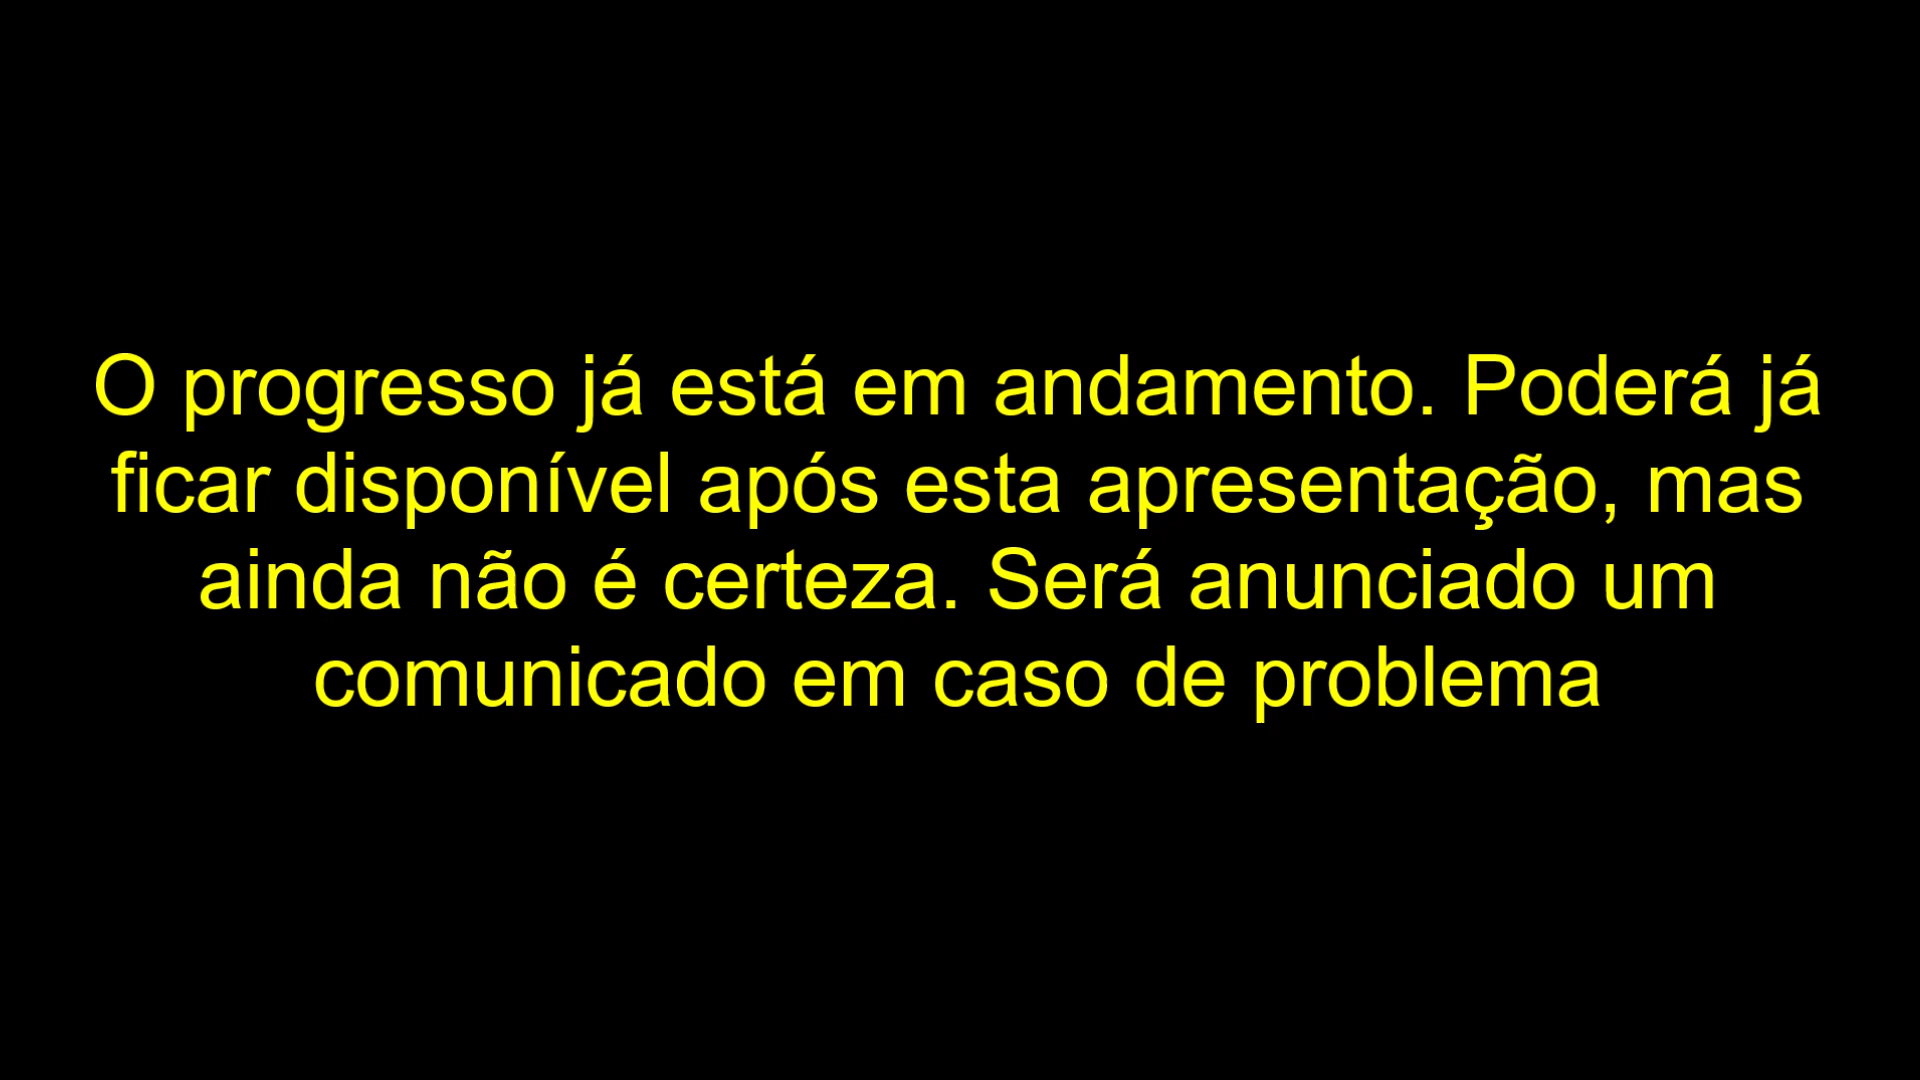 O progresso já está em andamento. Poderá já
ficar disponível após esta apresentação, mas
ainda não é certeza. Será anunciado um
comunicado em caso de problema